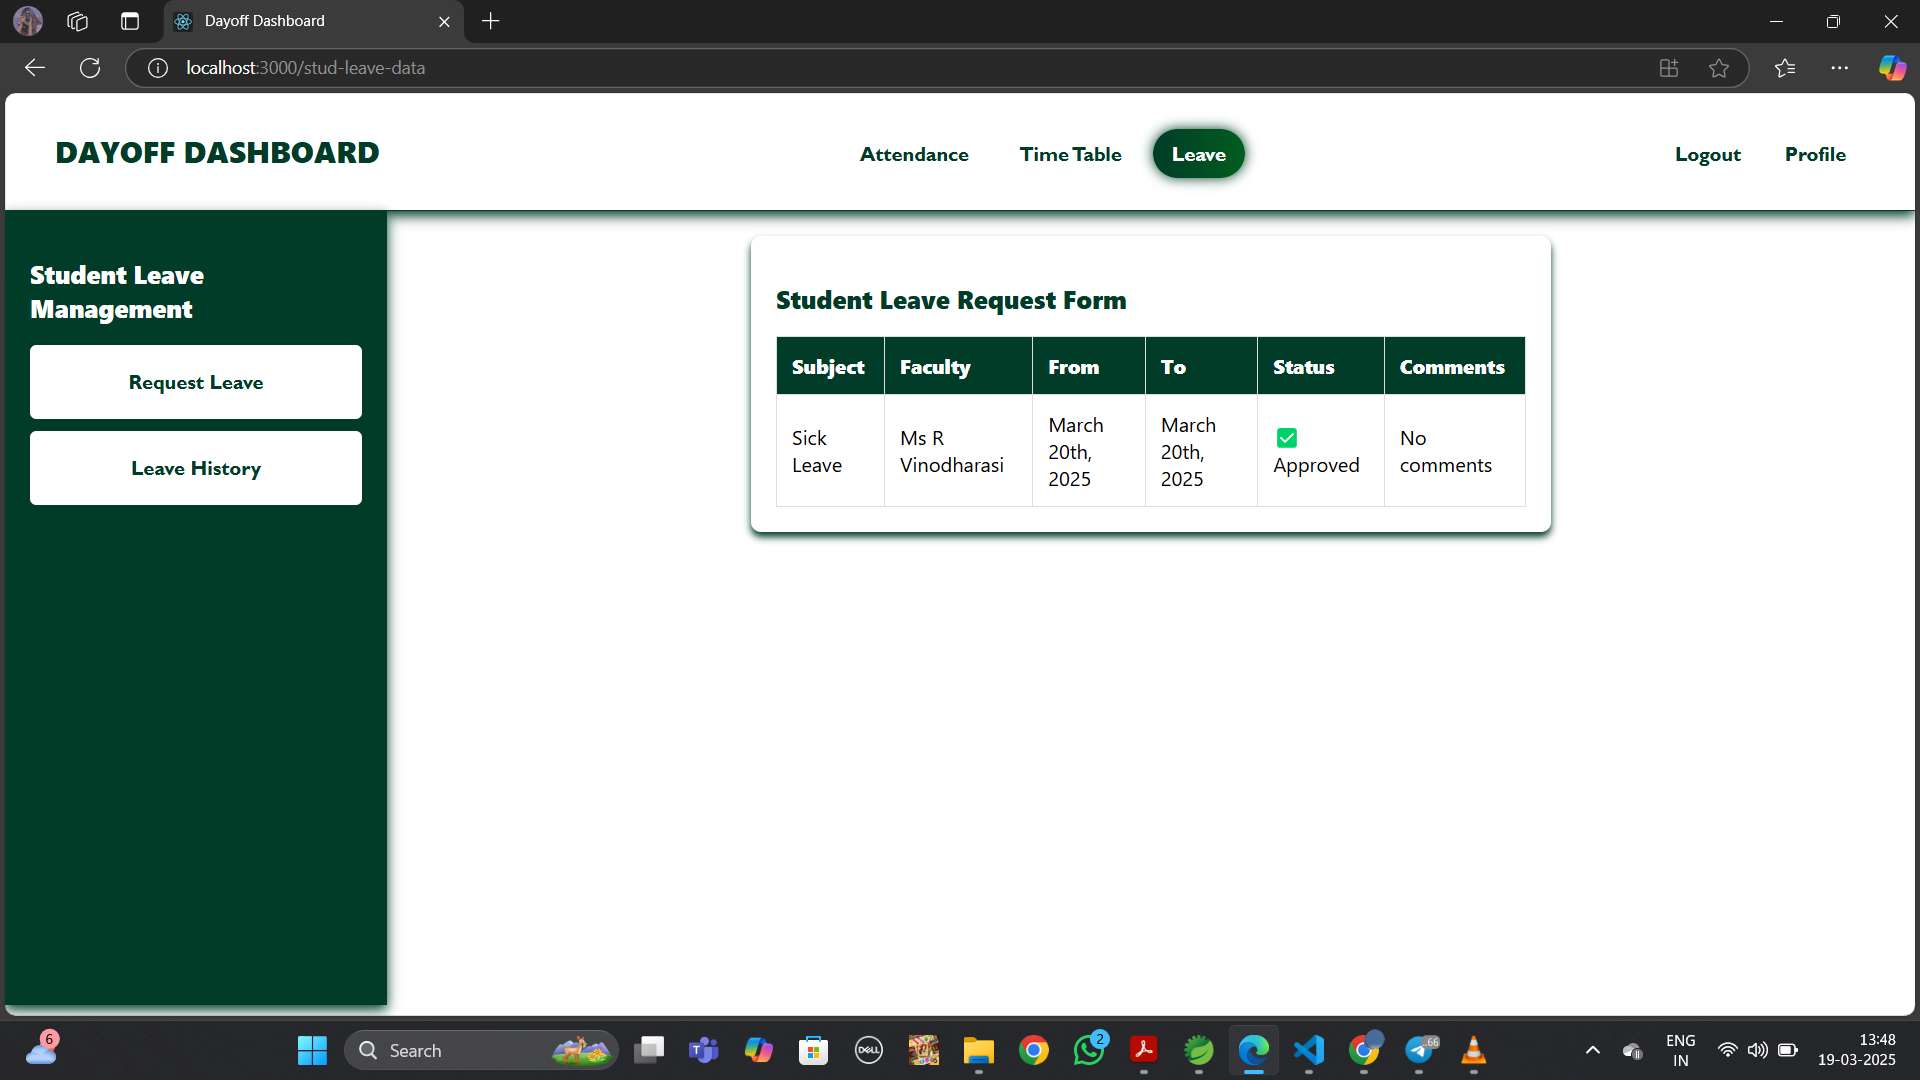 Dayoff Dashboard
localhost:3000/stud-leave-data
DAYOFF DASHBOARD
Attendance
Time Table
Leave
Logout
Profile
Student Leave
Management
Request Leave
Leave History
Student Leave Request Form
Subject Faculty From To Status Comments
Sick
Leave
Ms R
Vinodharasi
March
20th,
2025
March
20th,
2025
✅
Approved
No
comments
6
Search
T
DELL
2
.66
ENG
IN
13:48
19-03-2025